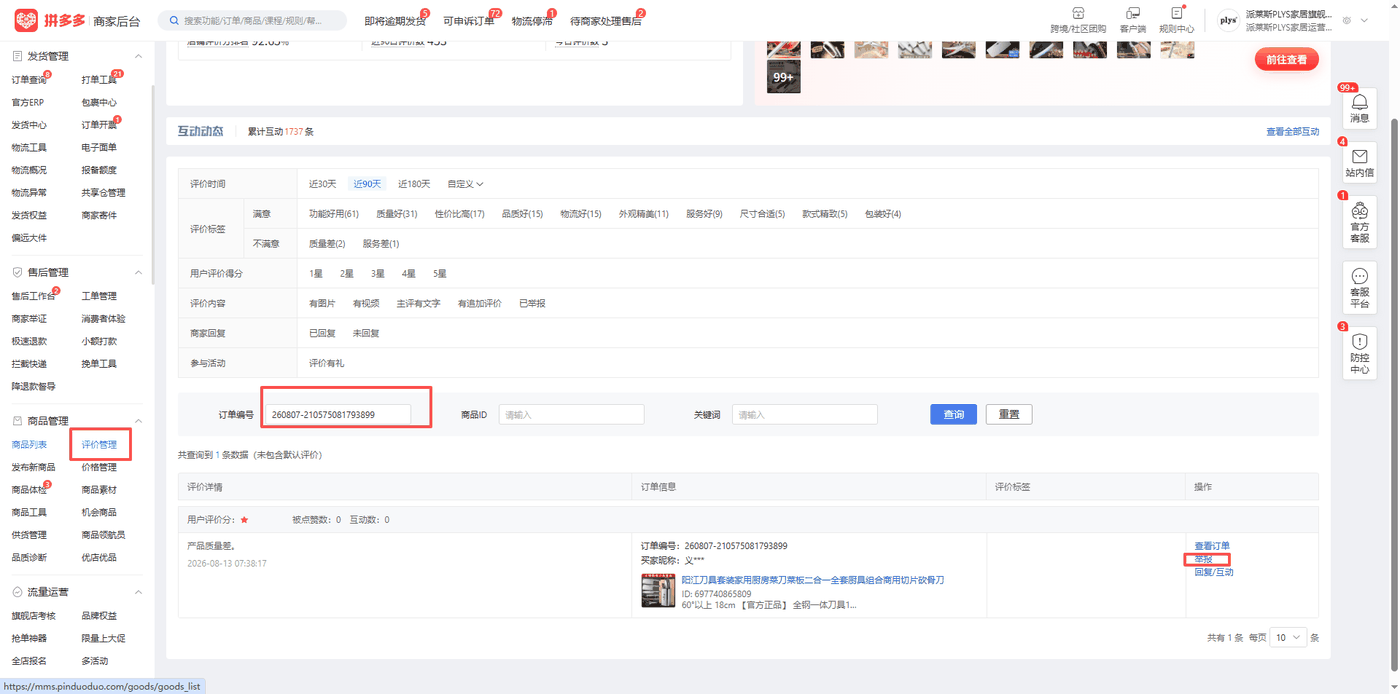 拼多多 商家后台
搜索功能/订单/商品/课程/规则/帮...
即将逾期发货 5 可申诉订单 72 物流停滞 1 待商家处理售后 2
跨境/社区团购 客户端 规则中心
plys 派莱斯PLYS家居旗舰...
派莱斯PLYS家居运营...
发货管理
订单查询 8 打单工具 21
官方ERP 包裹中心
发货中心 订单开票 1
物流工具 电子面单
物流概况 报备额度
物流异常 共享仓管理
发货权益 商家寄件
偏远大件
售后管理
售后工作台 2 工单管理
商家举证 消费者体验
极速退款 小额打款
拦截快递 挽单工具
降退款督导
商品管理
商品列表 评价管理
发布新商品 价格管理
商品体检 3 商品素材
商品工具 机会商品
供货管理 商品领航员
品质诊断 优店优品
流量运营
旗舰店考核 品牌权益
抢单神器 限量上大促
全店报名 多活动
https://mms.pinduoduo.com/goods/goods_list
99+
前往查看
互动动态 累计互动 1737 条 查看全部互动
评价时间 近30天 近90天 近180天 自定义
评价标签 满意 功能好用(61) 质量好(31) 性价比高(17) 品质好(15) 物流好(15) 外观精美(11) 服务好(9) 尺寸合适(5) 款式精致(5) 包装好(4)
不满意 质量差(2) 服务差(1)
用户评价得分 1星 2星 3星 4星 5星
评价内容 有图片 有视频 主评有文字 有追加评价 已举报
商家回复 已回复 未回复
参与活动 评价有礼
订单编号 260807-210575081793899 商品ID 请输入 关键词 请输入 查询 重置
共查询到 1 条数据（未包含默认评价）
评价详情 订单信息 评价标签 操作
用户评价分： 被点赞数：0 互动数：0
产品质量差。
2026-08-13 07:38:17
订单编号：260807-210575081793899
买家昵称：义***
阳江刀具套装家用厨房菜刀菜板二合一全套厨具组合商用切片砍骨刀
ID: 697740865809
60°以上 18cm 【官方正品】 全钢一体刀具1...
查看订单
举报
回复/互动
共有 1 条 每页 10 条
99+
消息
4
站内信
1
官方
客服
客服
平台
3
防控
中心